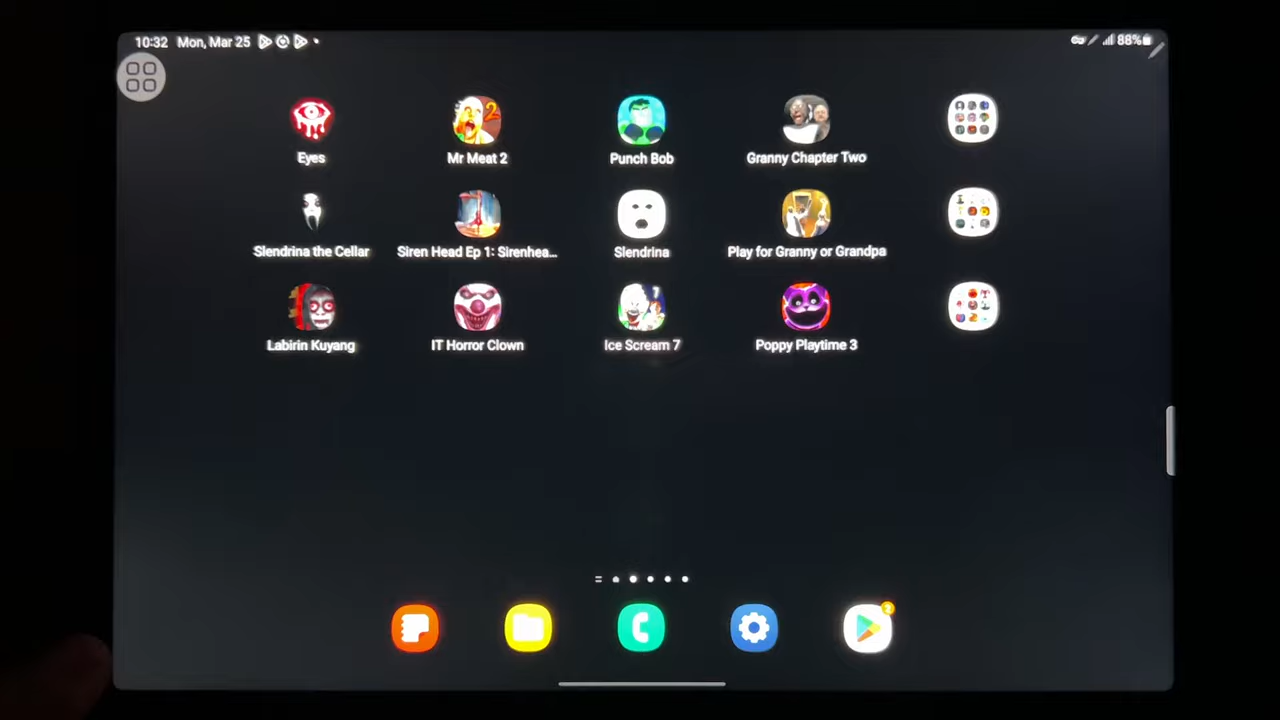 10:32 Mon, Mar 25
88%
Eyes
Mr Meat 2
Punch Bob
Granny Chapter Two
Slendrina the Cellar
Siren Head Ep 1: Sirenhea...
Slendrina
Play for Granny or Grandpa
Labirin Kuyang
IT Horror Clown
Ice Scream 7
Poppy Playtime 3
2